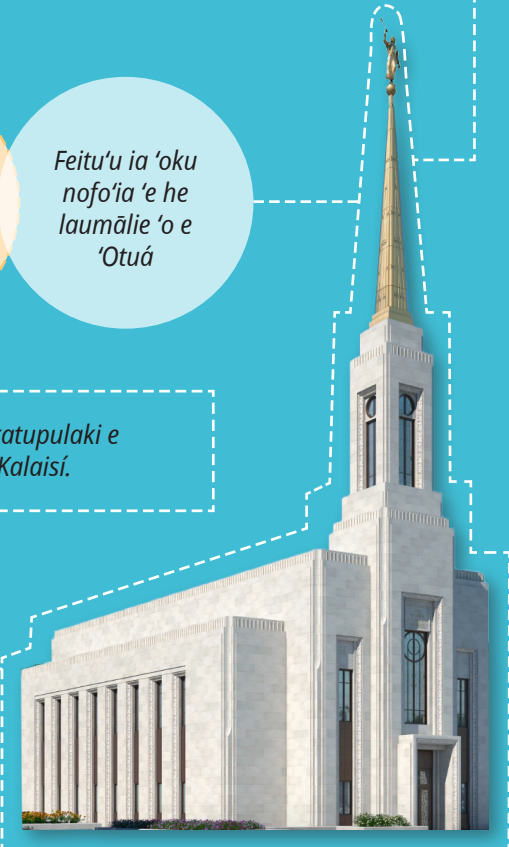 Feitu‘u ia ‘oku
nofo‘ia ‘e he
laumālie ‘o e
‘Otuá
atupulaki e
Kalaisí.